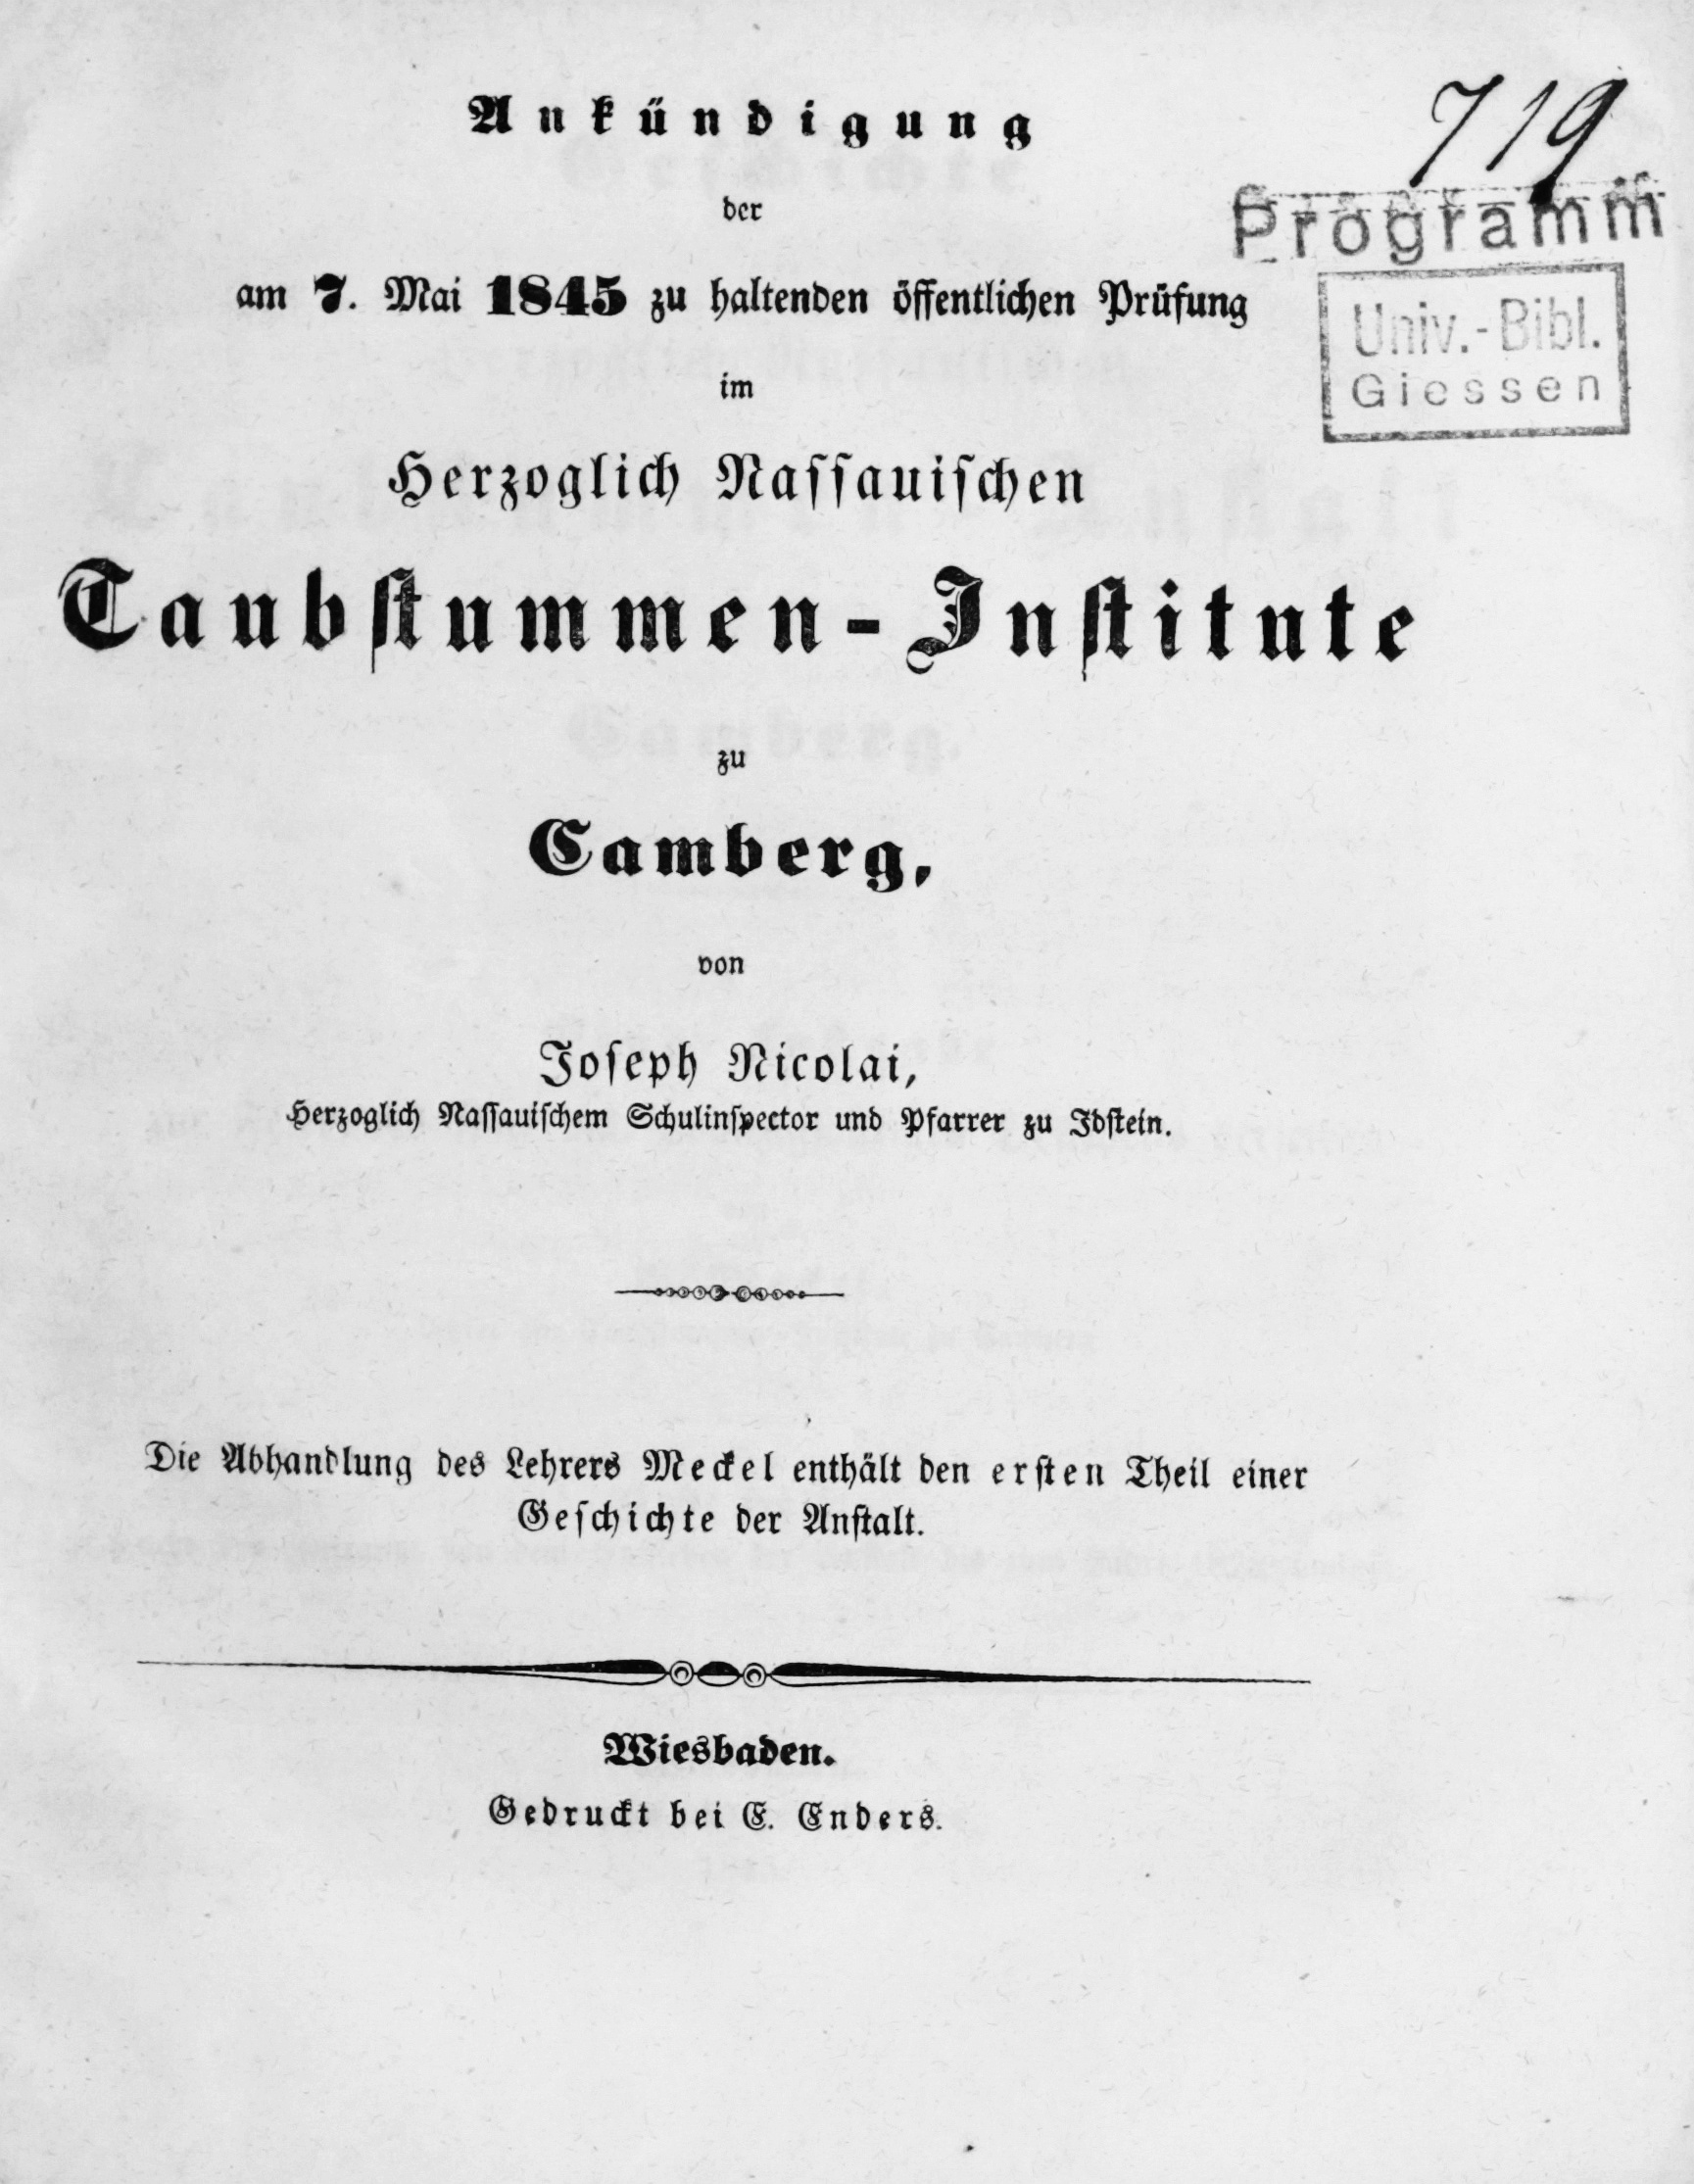 Ankündigung
719
der
Programm
am 7. Mai 1845 zu haltenden öffentlichen Prüfung
Univ.-Bibl.
Giessen
im
Herzoglich Nassauischen
Taubstummen-Institute
zu
Camberg,
von
Joseph Nicolai,
Herzoglich Nassauischem Schulinspector und Pfarrer zu Idstein.
Die Abhandlung des Lehrers Meckel enthält den ersten Theil einer
Geschichte der Anstalt.
Wiesbaden.
Gedruckt bei E. Enders.